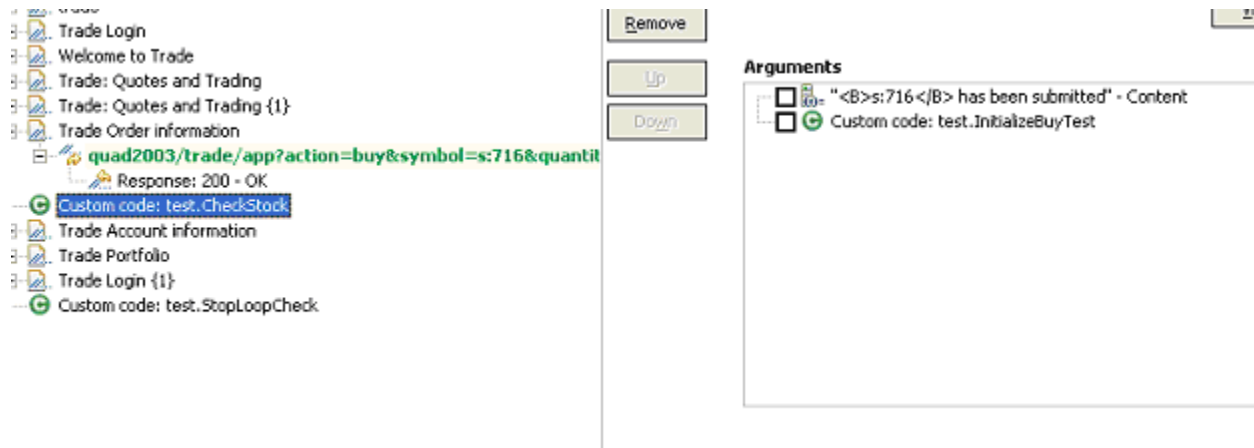 Trade Login
Welcome to Trade
Trade: Quotes and Trading
Trade: Quotes and Trading {1}
Trade Order information
quad2003/trade/app?action=buy&symbol=s:716&quantit
Response: 200 - OK
Custom code: test.CheckStock
Trade Account information
Trade Portfolio
Trade Login {1}
Custom code: test.StopLoopCheck
Remove
Up
Down
Arguments
"<B>s:716</B> has been submitted" - Content
Custom code: test.InitializeBuyTest